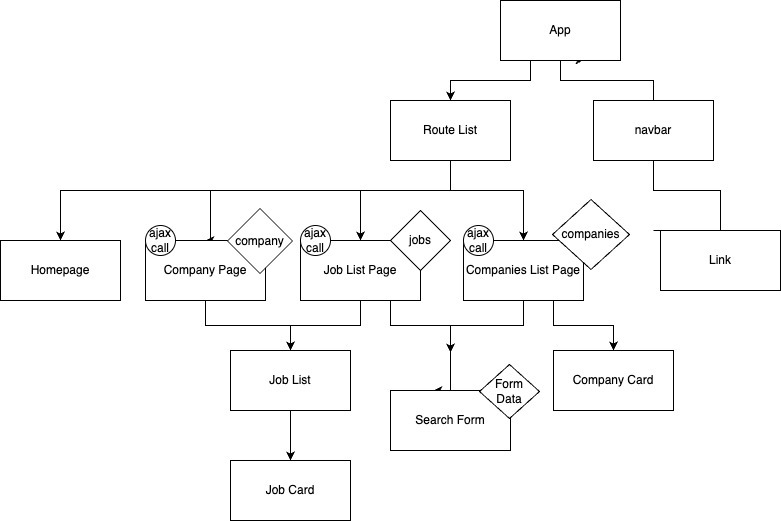 App
Route List
navbar
ajax
call
company
ajax
call
jobs
ajax
call
companies
Homepage
Company Page
Job List Page
Companies List Page
Link
Job List
Form
Data
Company Card
Search Form
Job Card